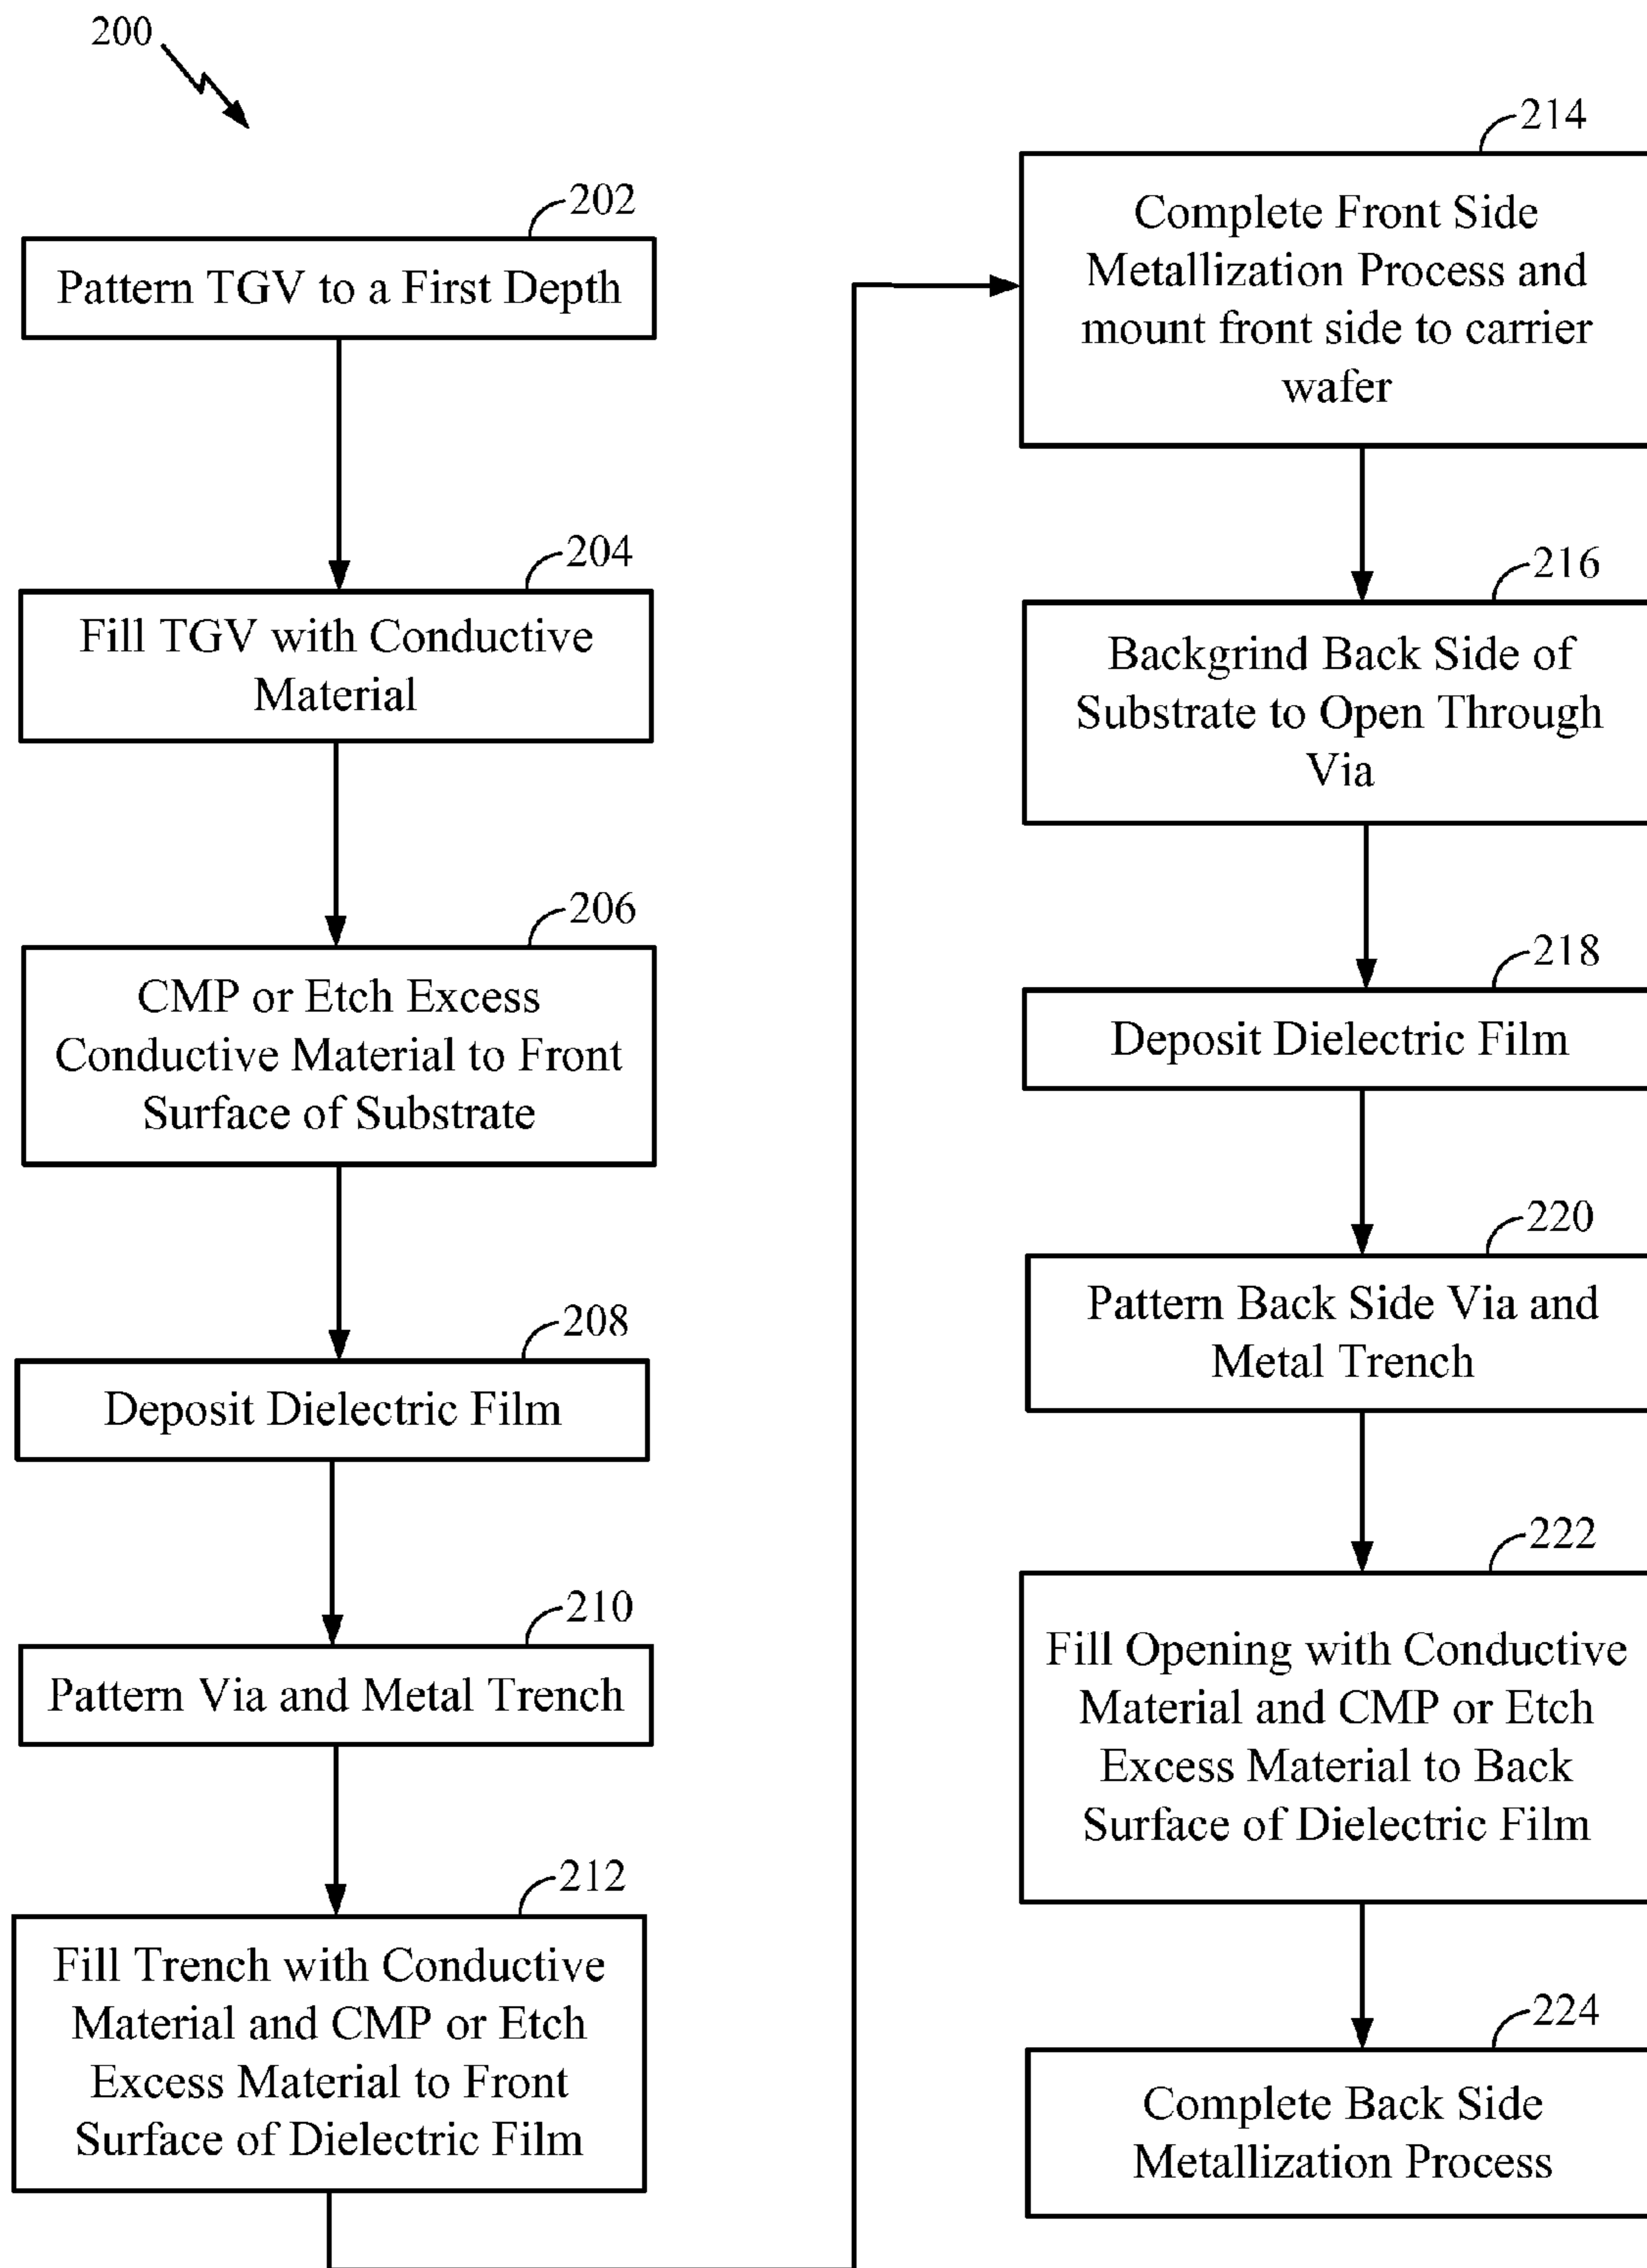 200
202
Pattern TGV to a First Depth
204
Fill TGV with Conductive
Material
206
CMP or Etch Excess
Conductive Material to Front
Surface of Substrate
208
Deposit Dielectric Film
210
Pattern Via and Metal Trench
212
Fill Trench with Conductive
Material and CMP or Etch
Excess Material to Front
Surface of Dielectric Film
214
Complete Front Side
Metallization Process and
mount front side to carrier
wafer
216
Backgrind Back Side of
Substrate to Open Through
Via
218
Deposit Dielectric Film
220
Pattern Back Side Via and
Metal Trench
222
Fill Opening with Conductive
Material and CMP or Etch
Excess Material to Back
Surface of Dielectric Film
224
Complete Back Side
Metallization Process